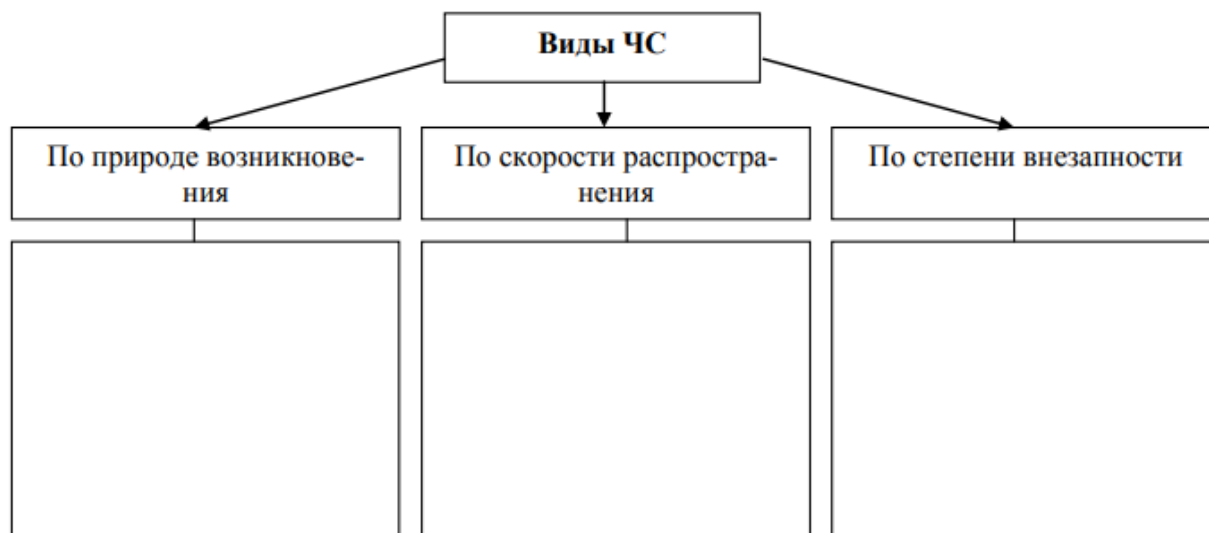 Виды ЧС
По природе возникнове-
ния
По скорости распростра-
нения
По степени внезапности